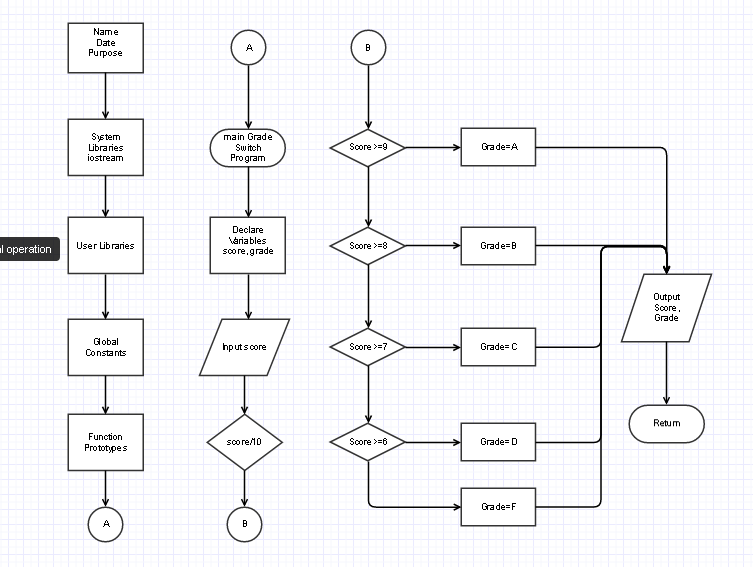 Name
Date
Purpose
System
Libraries
iostream
al operation
User Libraries
Global
Constants
Function
Prototypes
A
A
main Grade
Switch
Program
Declare
Variables
score, grade
Input score
score/10
B
B
Score >=9
Grade=A
Score >=8
Grade=B
Score >=7
Grade= C
Score >=6
Grade= D
Grade=F
Output
Score,
Grade
Return